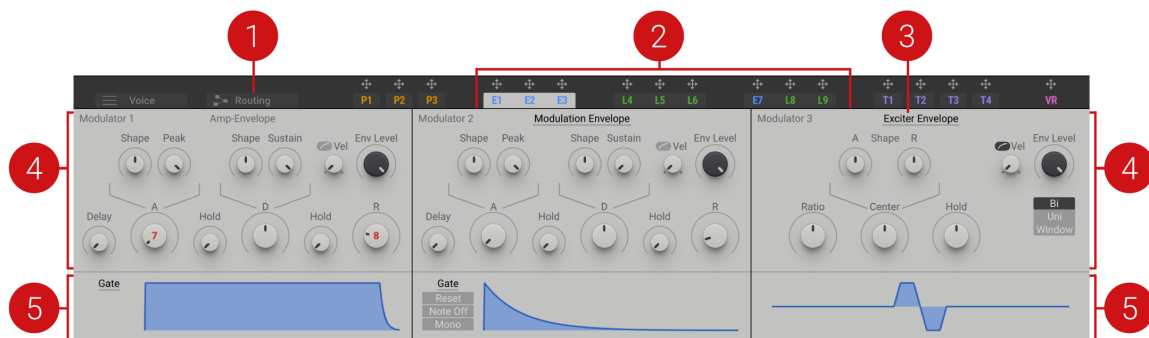 1 2 3
Voice Routing P1 P2 P3 E1 E2 E3 L4 L5 L6 E7 L8 L9 T1 T2 T3 T4 VR
Modulator 1 Amp-Envelope Modulator 2 Modulation Envelope Modulator 3 Exciter Envelope
Shape Peak Shape Sustain Vel Env Level Shape Peak Shape Sustain Vel Env Level A Shape R Vel Env Level
4 4
Delay A Hold D Hold R Delay A Hold D Hold R Ratio Center Hold Bi
7 8 Uni
Window
Gate Gate
5 Reset 5
Note Off
Mono